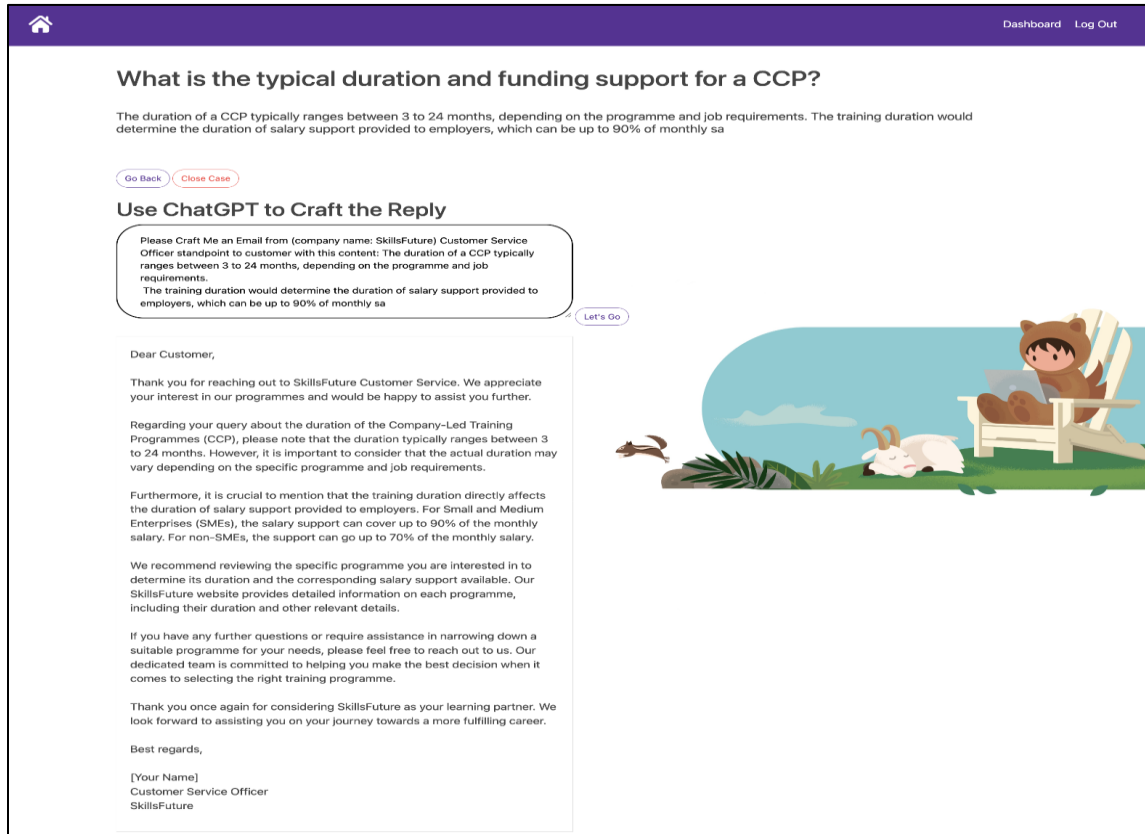 Dashboard Log Out
What is the typical duration and funding support for a CCP?
The duration of a CCP typically ranges between 3 to 24 months, depending on the programme and job requirements. The training duration would
determine the duration of salary support provided to employers, which can be up to 90% of monthly sa
Go Back Close Case
Use ChatGPT to Craft the Reply
Please Craft Me an Email from (company name: SkillsFuture) Customer Service
Officer standpoint to customer with this content: The duration of a CCP typically
ranges between 3 to 24 months, depending on the programme and job
requirements.
The training duration would determine the duration of salary support provided to
employers, which can be up to 90% of monthly sa
Let's Go
Dear Customer,
Thank you for reaching out to SkillsFuture Customer Service. We appreciate
your interest in our programmes and would be happy to assist you further.
Regarding your query about the duration of the Company-Led Training
Programmes (CCP), please note that the duration typically ranges between 3
to 24 months. However, it is important to consider that the actual duration may
vary depending on the specific programme and job requirements.
Furthermore, it is crucial to mention that the training duration directly affects
the duration of salary support provided to employers. For Small and Medium
Enterprises (SMEs), the salary support can cover up to 90% of the monthly
salary. For non-SMEs, the support can go up to 70% of the monthly salary.
We recommend reviewing the specific programme you are interested in to
determine its duration and the corresponding salary support available. Our
SkillsFuture website provides detailed information on each programme,
including their duration and other relevant details.
If you have any further questions or require assistance in narrowing down a
suitable programme for your needs, please feel free to reach out to us. Our
dedicated team is committed to helping you make the best decision when it
comes to selecting the right training programme.
Thank you once again for considering SkillsFuture as your learning partner. We
look forward to assisting you on your journey towards a more fulfilling career.
Best regards,
[Your Name]
Customer Service Officer
SkillsFuture